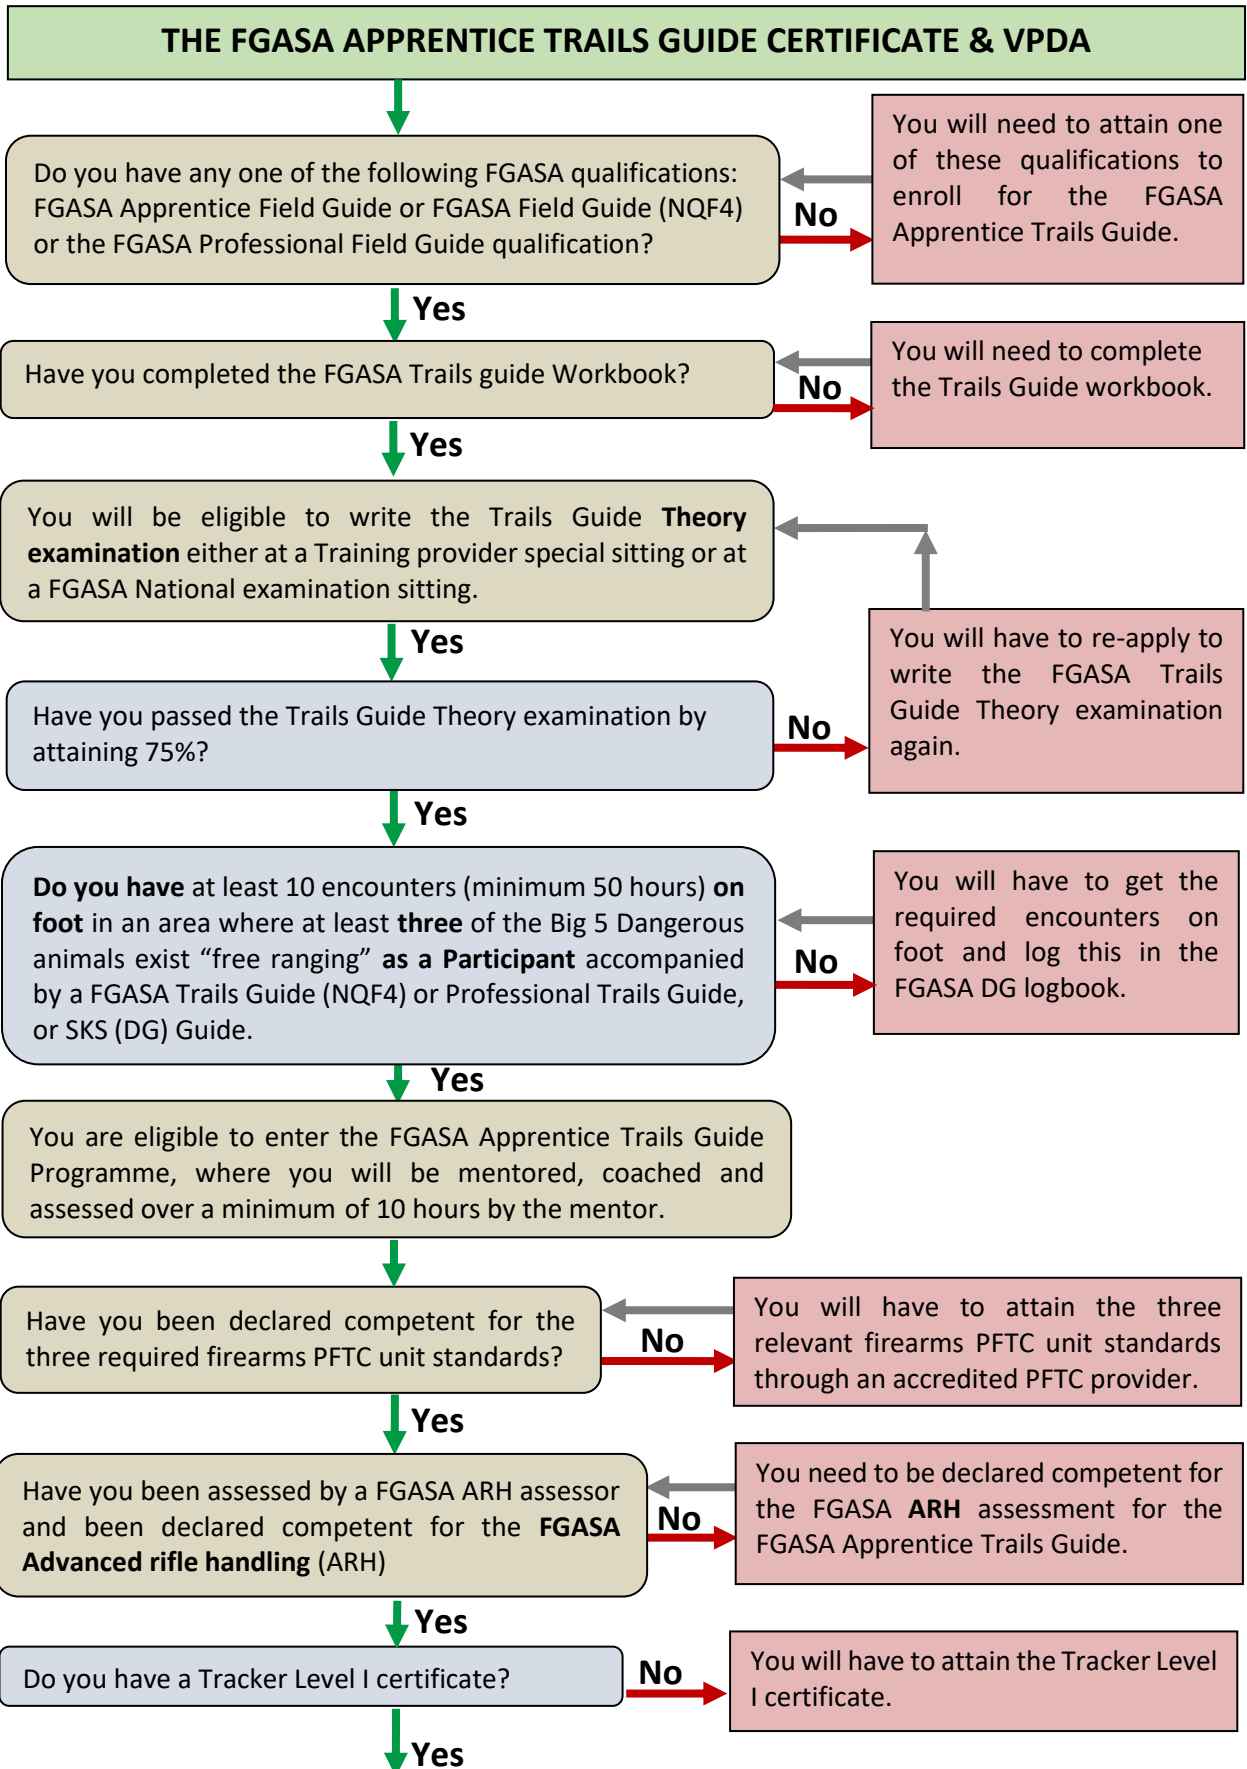 THE FGASA APPRENTICE TRAILS GUIDE CERTIFICATE & VPDA
Do you have any one of the following FGASA qualifications:
FGASA Apprentice Field Guide or FGASA Field Guide (NQF4)
or the FGASA Professional Field Guide qualification?
No
You will need to attain one
of these qualifications to
enroll for the FGASA
Apprentice Trails Guide.
Yes
Have you completed the FGASA Trails guide Workbook?
No
You will need to complete
the Trails Guide workbook.
Yes
You will be eligible to write the Trails Guide Theory
examination either at a Training provider special sitting or at
a FGASA National examination sitting.
Yes
Have you passed the Trails Guide Theory examination by
attaining 75%?
No
You will have to re-apply to
write the FGASA Trails
Guide Theory examination
again.
Yes
Do you have at least 10 encounters (minimum 50 hours) on
foot in an area where at least three of the Big 5 Dangerous
animals exist “free ranging” as a Participant accompanied
by a FGASA Trails Guide (NQF4) or Professional Trails Guide,
or SKS (DG) Guide.
No
You will have to get the
required encounters on
foot and log this in the
FGASA DG logbook.
Yes
You are eligible to enter the FGASA Apprentice Trails Guide
Programme, where you will be mentored, coached and
assessed over a minimum of 10 hours by the mentor.
Have you been declared competent for the
three required firearms PFTC unit standards?
No
You will have to attain the three
relevant firearms PFTC unit standards
through an accredited PFTC provider.
Yes
Have you been assessed by a FGASA ARH assessor
and been declared competent for the FGASA
Advanced rifle handling (ARH)
No
You need to be declared competent for
the FGASA ARH assessment for the
FGASA Apprentice Trails Guide.
Yes
Do you have a Tracker Level I certificate?
No
You will have to attain the Tracker Level
I certificate.
Yes